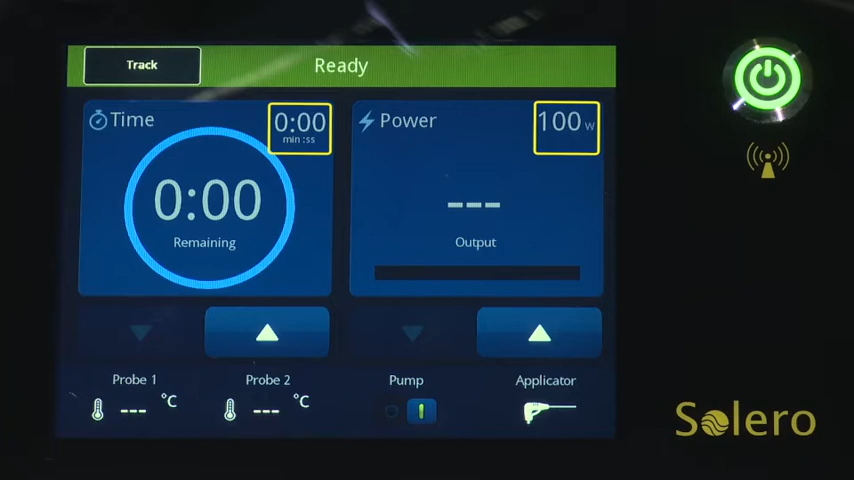 Track
Ready
Time
0:00
min:ss
0:00
Remaining
Power
100 W
---
Output
Probe 1
--- °C
Probe 2
--- °C
Pump
Applicator
Solero